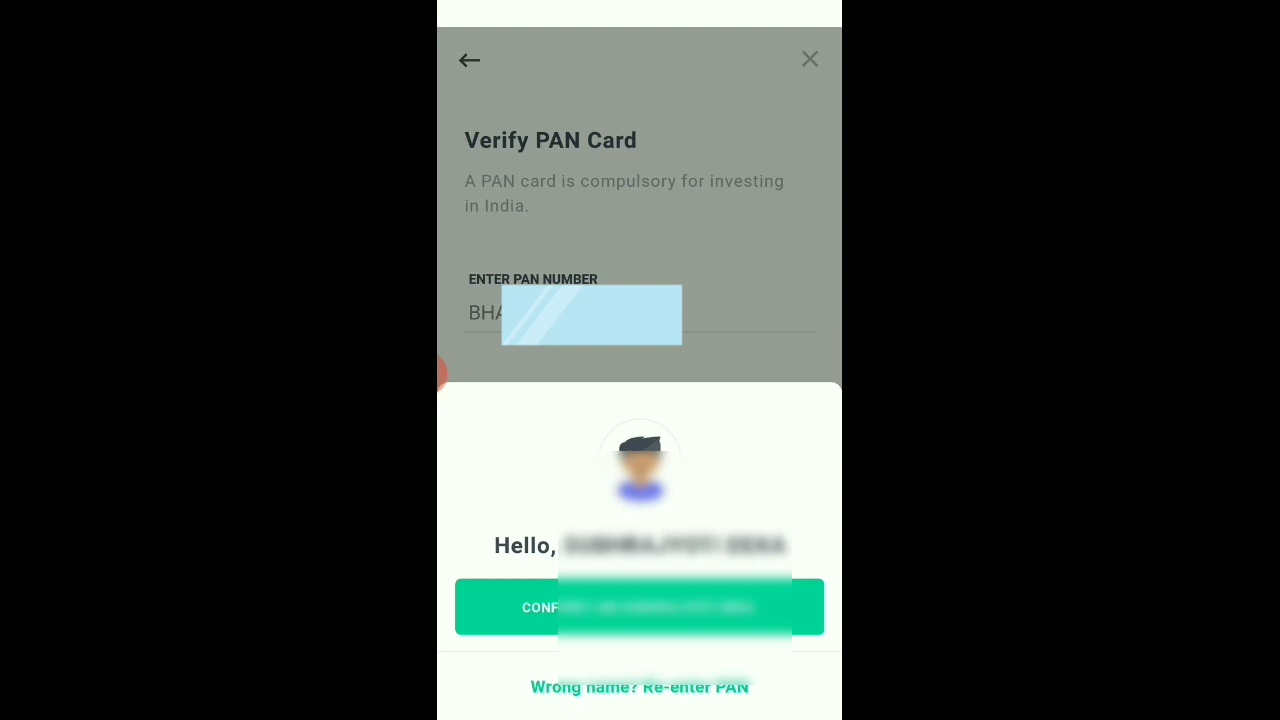 Verify PAN Card
A PAN card is compulsory for investing
in India.
ENTER PAN NUMBER
BHA
Hello,
CONF
Wrong name? Re-enter PAN